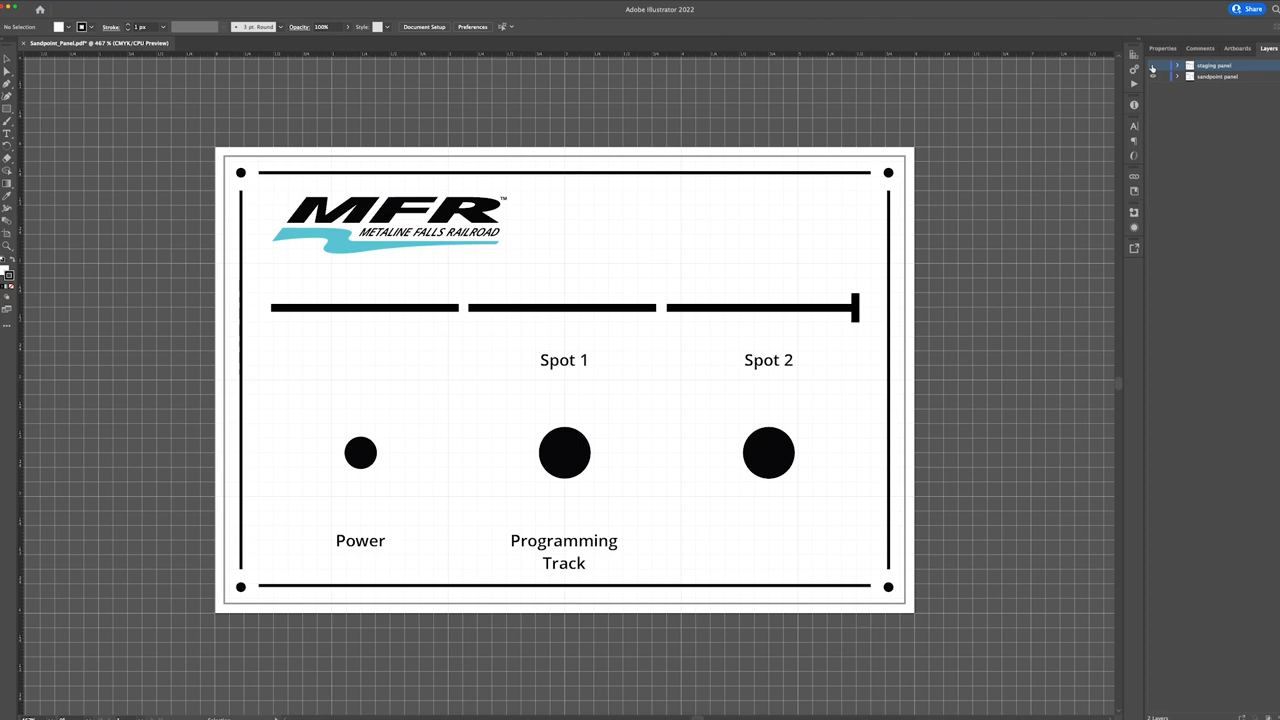 Adobe Illustrator 2022
Share
No Selection
Stroke:
1 px
3 pt. Round
Opacity:
100%
Style:
Document Setup
Preferences
× Sandpoint_Panel.pdf* @ 467 % (CMYK/CPU Preview)
Properties
Comments
Artboards
Layers
staging panel
sandpoint panel
MFR™
METALINE FALLS RAILROAD
Spot 1
Spot 2
Power
Programming
Track
2 Layers